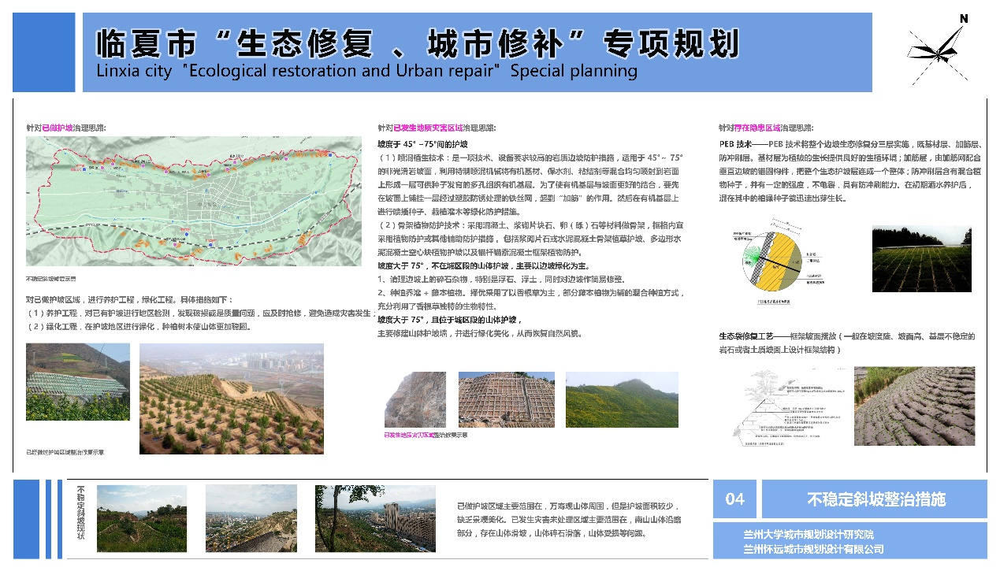 临夏市“生态修复 、城市修补”专项规划
Linxia city "Ecological restoration and Urban repair" Special planning
N
针对已做护坡治理思路:
不稳定斜坡修复示意
对已做护坡区域，进行养护工程，绿化工程。具体措施如下：
（1）养护工程，对已有护坡进行地区检测，发现破损或是质量问题，应及时抢修，避免造成灾害发生；
（2）绿化工程，在护坡地区进行绿化，种植树木使山体更加稳固。
已经做过护坡区域整治修复示意
针对已发生地质灾害区域治理思路:
坡度于 45° ~75°间的护坡
（1）喷混植生技术：是一项技术、设备要求较高的岩质边坡防护措施，适用于 45°~ 75°
的非光滑岩坡面，利用特制喷混机械将有机基材、保水剂、粘结剂等混合均匀喷射到岩面
上形成一层可供种子发育的多孔组织有机基层。为了使有机基层与坡面更好的结合，要先
在坡面上铺挂一层经过塑胶防锈处理的铁丝网，起到“加筋”的作用。然后在有机基层上
进行喷播种子、栽植灌木等绿化防护措施。
（2）骨架植物防护技术：采用混凝土、浆砌片块石、卵（砾）石等材料做骨架，框格内宜
采用植物防护或其他辅助防护措施 。包括浆砌片石或水泥混凝土骨架植草护坡、多边形水
泥混凝土空心块植物护坡以及锚杆锚索混凝土框架植物防护。
坡度大于 75°，不在城区段的山体护坡，主要以边坡绿化为主。
1、清理边坡上的碎石杂物，特别是浮石、浮土，同时对边坡作简易修整。
2、种植乔灌 + 藤本植物。择优采用了以香根草为主，部分藤本植物为辅的混合种植方式，
充分利用了香根草独特的生物特性。
坡度大于 75°，且位于城区段的山体护坡，
主要修建山体护坡墙，并进行绿化美化，从而恢复自然风貌。
已发生地质灾害区域整治修复示意
针对存在隐患区域治理思路:
PEB 技术——PEB 技术将整个边坡生态修复分三层实施，既基材层、加筋层、
防冲刷层。基材层为植被的生长提供良好的生植环境；加筋层，由加筋网配合
垂直边坡的锚固构件，把整个生态护坡层连成一个整体；防冲刷层含有混合植
物种子，并有一定的强度，不龟裂，具有防冲刷能力。在初期洒水养护后，
混在其中的植绿种子能迅速出芽生长。
生态袋修复工艺——框架坡面摆放（一般在坡度陡、坡面高、基层不稳定的
岩石或者土质坡面上设计框架结构）
不稳定斜坡现状
已做护坡区域主要范围在，万寿观山体周围，但是护坡面积较少，
缺乏景观美化。已发生灾害未处理区域主要范围在，南山山体沿路
部分，存在山体滑坡，山体碎石滑落，山体受损等问题。
04
不稳定斜坡整治措施
兰州大学城市规划设计研究院
兰州怀远城市规划设计有限公司